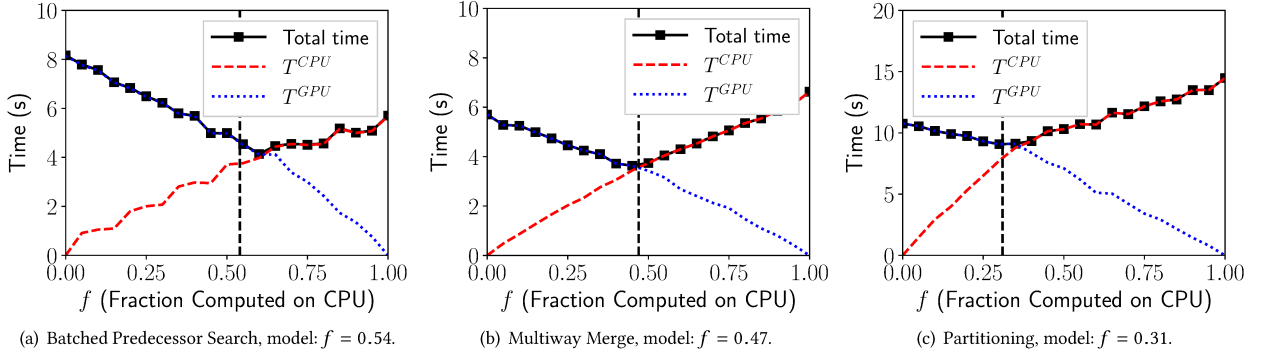 10
8
6
4
2
0
Time (s)
Total time
T^CPU
T^GPU
0.00 0.25 0.50 0.75 1.00
f (Fraction Computed on CPU)
(a) Batched Predecessor Search, model: f = 0.54.
10
8
6
4
2
0
Time (s)
Total time
T^CPU
T^GPU
0.00 0.25 0.50 0.75 1.00
f (Fraction Computed on CPU)
(b) Multiway Merge, model: f = 0.47.
20
15
10
5
0
Time (s)
Total time
T^CPU
T^GPU
0.00 0.25 0.50 0.75 1.00
f (Fraction Computed on CPU)
(c) Partitioning, model: f = 0.31.